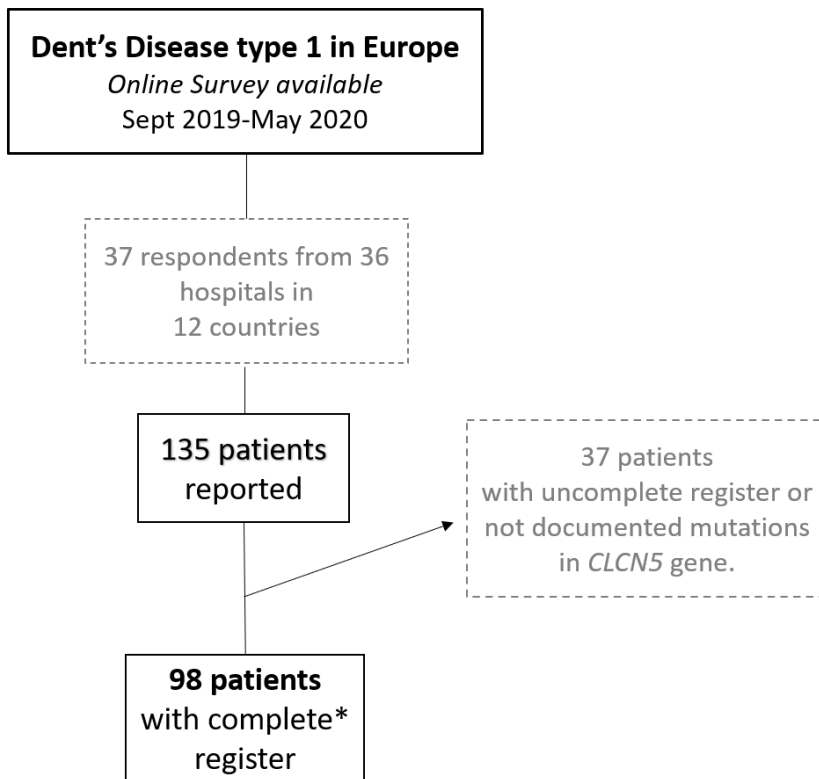 Dent’s Disease type 1 in Europe
Online Survey available
Sept 2019-May 2020
37 respondents from 36
hospitals in
12 countries
135 patients
reported
37 patients
with uncomplete register or
not documented mutations
in CLCN5 gene.
98 patients
with complete*
register